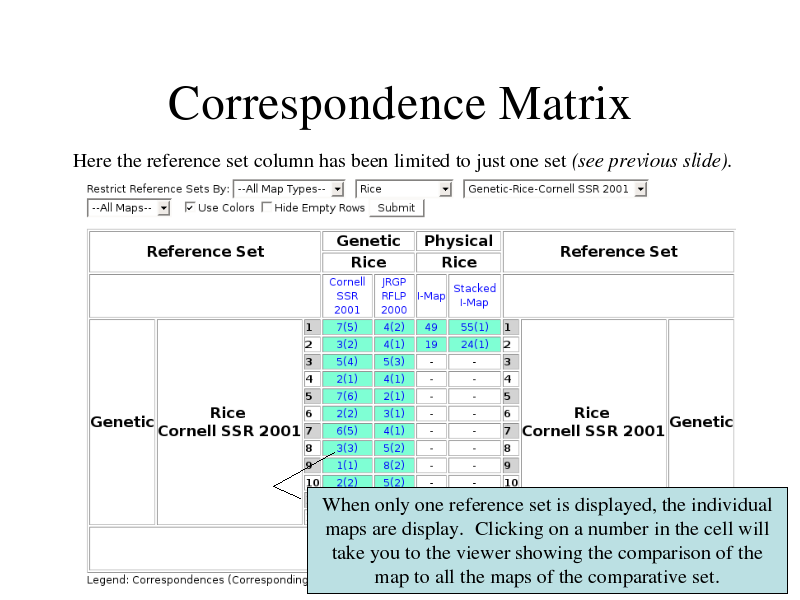 Correspondence Matrix
Here the reference set column has been limited to just one set (see previous slide).
Restrict Reference Sets By: --All Map Types-- Rice Genetic-Rice-Cornell SSR 2001
--All Maps-- Use Colors Hide Empty Rows Submit
Reference Set Genetic Physical Reference Set
Rice Rice
Cornell SSR 2001 JRGP RFLP 2000 I-Map Stacked I-Map
1 7(5) 4(2) 49 55(1) 1
2 3(2) 4(1) 19 24(1) 2
3 5(4) 5(3) - - 3
4 2(1) 4(1) - - 4
5 7(6) 2(1) - - 5
6 2(2) 3(1) - - 6
Genetic Rice Cornell SSR 2001 Rice Cornell SSR 2001 Genetic
7 6(5) 4(1) - - 7
8 3(3) 5(2) - - 8
9 1(1) 8(2) - - 9
10 2(2) 5(2) - - 10
When only one reference set is displayed, the individual
maps are display. Clicking on a number in the cell will
take you to the viewer showing the comparison of the
map to all the maps of the comparative set.
Legend: Correspondences (Corresponding